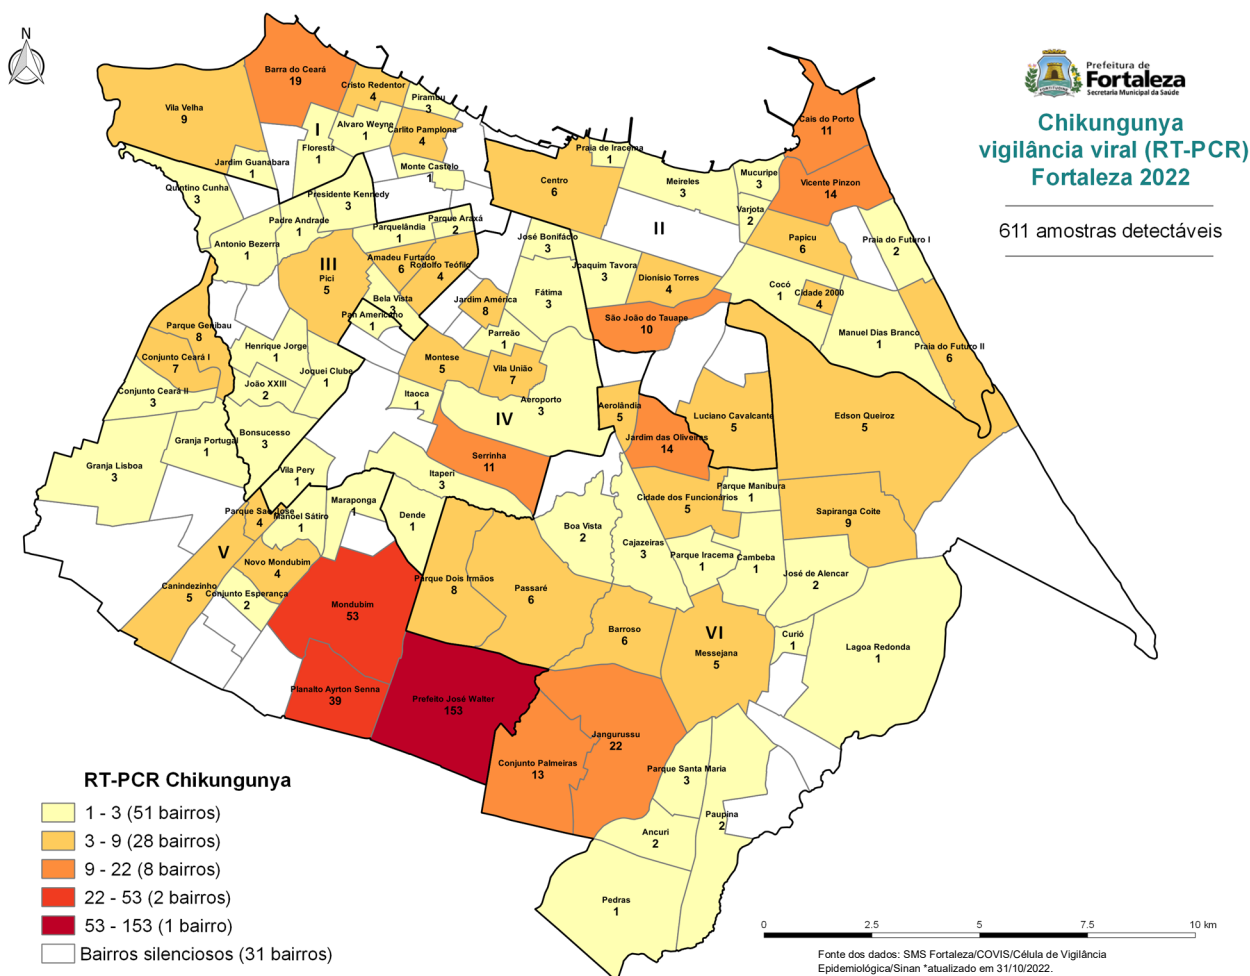 N
Prefeitura de
Fortaleza
Secretaria Municipal da Saúde
Chikungunya
vigilância viral (RT-PCR)
Fortaleza 2022
611 amostras detectáveis
Barra do Ceará
19
Vila Velha
9
Cristo Redentor
4
Pirambu
3
I
Alvaro Weyne
1
Carlito Pamplona
4
Floresta
1
Jardim Guanabara
1
Monte Castelo
1
Quintino Cunha
3
Presidente Kennedy
3
Padre Andrade
1
Parque Araxá
2
Parquelândia
1
Antonio Bezerra
1
III
Pici
5
Amadeu Furtado
6
Rodolfo Teófilo
4
Bela Vista
3
Pan Americano
1
Parque Genibau
8
Conjunto Ceará I
7
Conjunto Ceará II
3
Henrique Jorge
1
João XXIII
2
Joquei Clube
1
Bonsucesso
3
Granja Portugal
1
Granja Lisboa
3
Vila Pery
1
Centro
6
Praia de Iracema
1
Meireles
3
Mucuripe
3
Varjota
2
Cais do Porto
11
Vicente Pinzon
14
II
Papicu
6
Praia do Futuro I
2
José Bonifácio
3
Joaquim Tavora
3
Dionisio Torres
4
Cocó
1
Cidade 2000
4
Fátima
3
Jardim América
8
São João do Tauape
10
Manuel Dias Branco
1
Praia do Futuro II
6
Parreão
1
Montese
5
Vila União
7
Itaoca
1
Aeroporto
3
IV
Aerolândia
5
Luciano Cavalcante
5
Edson Queiroz
5
Jardim das Oliveiras
14
Serrinha
11
Itaperi
3
Maraponga
1
Dende
1
Parque Sao Jose
4
Manoel Sátiro
1
V
Novo Mondubim
4
Canindezinho
5
Conjunto Esperança
2
Mondubim
53
Planalto Ayrton Senna
39
Prefeito José Walter
153
Parque Dois Irmãos
8
Passaré
6
Boa Vista
2
Cidade dos Funcionários
5
Parque Manibura
1
Sapiranga Coite
9
Cajazeiras
3
Parque Iracema
1
Cambeba
1
José de Alencar
2
Barroso
6
VI
Messejana
5
Curió
1
Lagoa Redonda
1
Jangurussu
22
Conjunto Palmeiras
13
Parque Santa Maria
3
Paupina
2
Ancuri
2
Pedras
1
RT-PCR Chikungunya
1 - 3 (51 bairros)
3 - 9 (28 bairros)
9 - 22 (8 bairros)
22 - 53 (2 bairros)
53 - 153 (1 bairro)
Bairros silenciosos (31 bairros)
0 2.5 5 7.5 10 km
Fonte dos dados: SMS Fortaleza/COVIS/Célula de Vigilância
Epidemiológica/Sinan *atualizado em 31/10/2022.